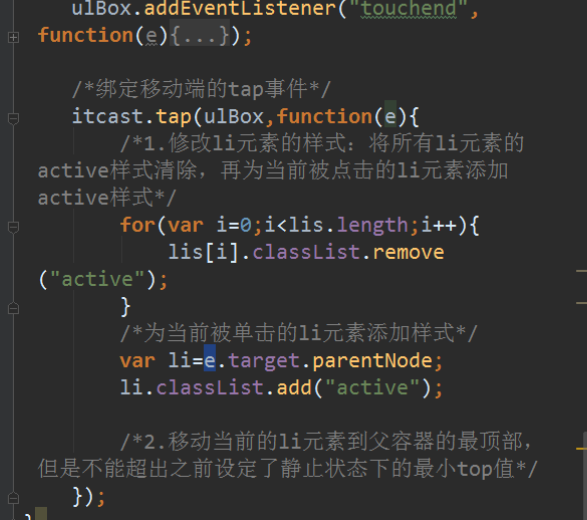 ulBox.addEventListener("touchend",
function(e){...});
/*绑定移动端的tap事件*/
itcast.tap(ulBox,function(e){
/*1.修改li元素的样式：将所有li元素的
active样式清除，再为当前被点击的li元素添加
active样式*/
for(var i=0;i<lis.length;i++){
lis[i].classList.remove
("active");
}
/*为当前被单击的li元素添加样式*/
var li=e.target.parentNode;
li.classList.add("active");
/*2.移动当前的li元素到父容器的最顶部，
但是不能超出之前设定了静止状态下的最小top值*/
});
}